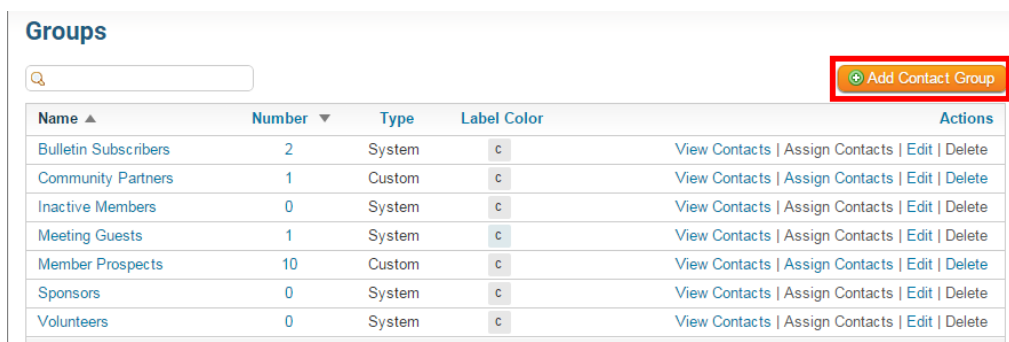 Groups
Add Contact Group
Name Number Type Label Color Actions
Bulletin Subscribers 2 System C View Contacts | Assign Contacts | Edit | Delete
Community Partners 1 Custom C View Contacts | Assign Contacts | Edit | Delete
Inactive Members 0 System C View Contacts | Assign Contacts | Edit | Delete
Meeting Guests 1 System C View Contacts | Assign Contacts | Edit | Delete
Member Prospects 10 Custom C View Contacts | Assign Contacts | Edit | Delete
Sponsors 0 System C View Contacts | Assign Contacts | Edit | Delete
Volunteers 0 System C View Contacts | Assign Contacts | Edit | Delete